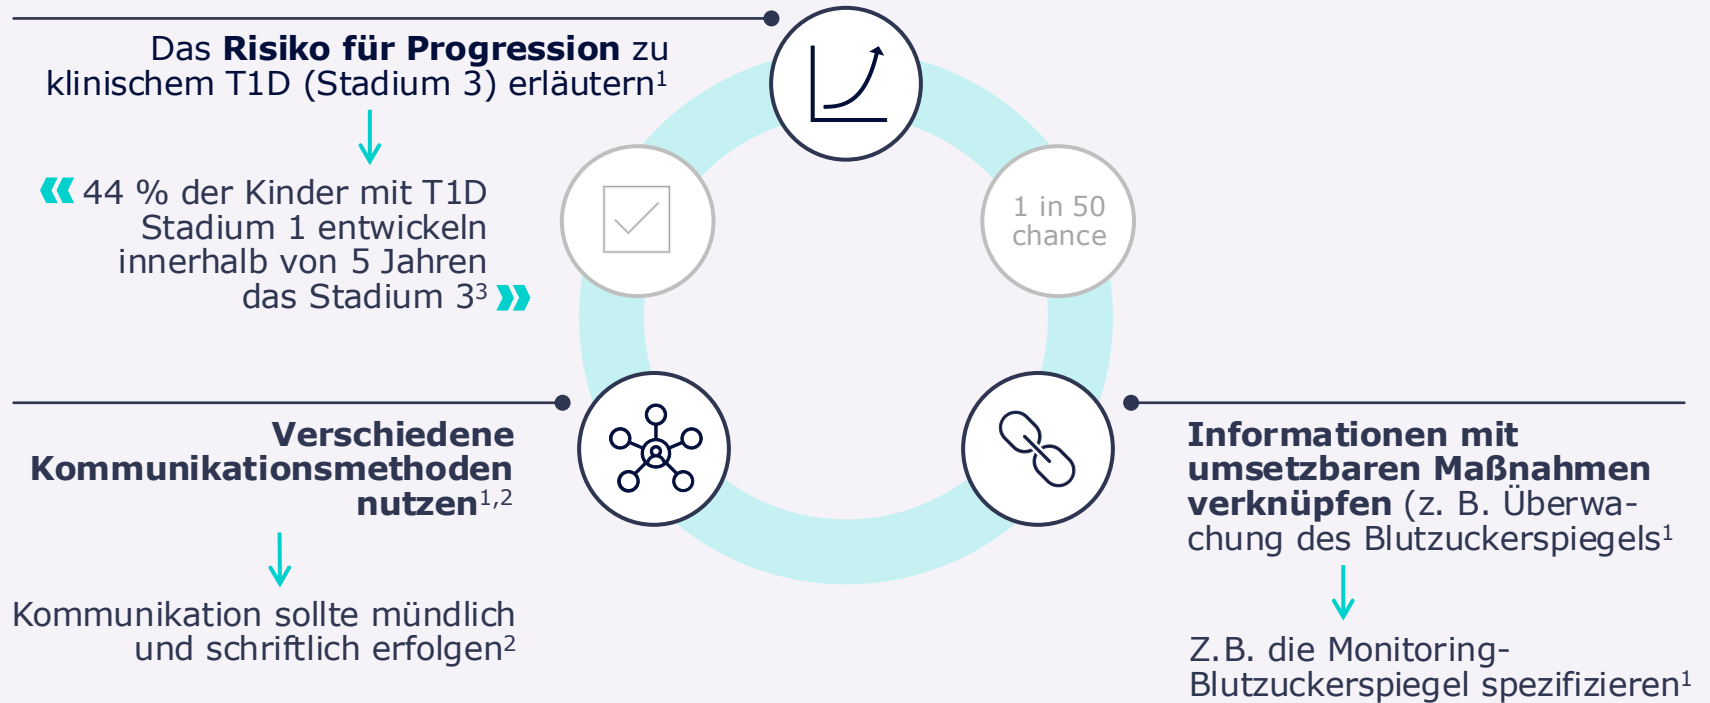 Das Risiko für Progression zu
klinischem T1D (Stadium 3) erläutern¹
44 % der Kinder mit T1D
Stadium 1 entwickeln
innerhalb von 5 Jahren
das Stadium 3³
1 in 50
chance
Verschiedene
Kommunikationsmethoden
nutzen¹,²
Kommunikation sollte mündlich
und schriftlich erfolgen²
Informationen mit
umsetzbaren Maßnahmen
verknüpfen (z. B. Überwa-
chung des Blutzuckerspiegels¹
Z.B. die Monitoring-
Blutzuckerspiegel spezifizieren¹